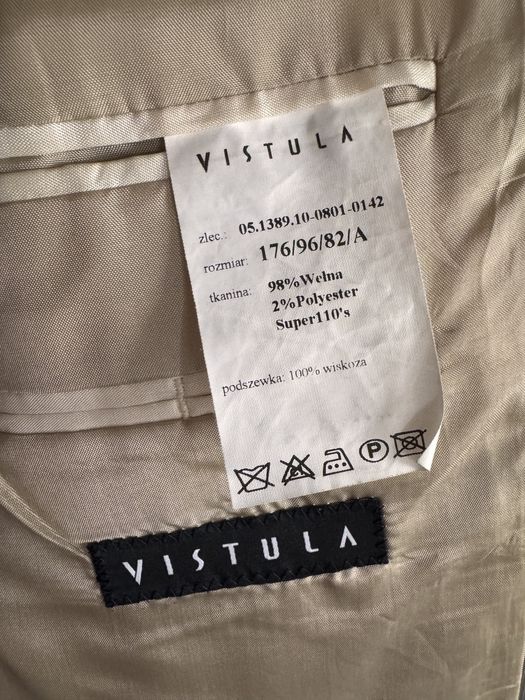 VISTULA
zlec.: 05.1389.10-0801-0142
rozmiar: 176/96/82/A
tkanina: 98%Wełna
2%Polyester
Super110's
podszewka: 100% wiskoza
P
VISTULA